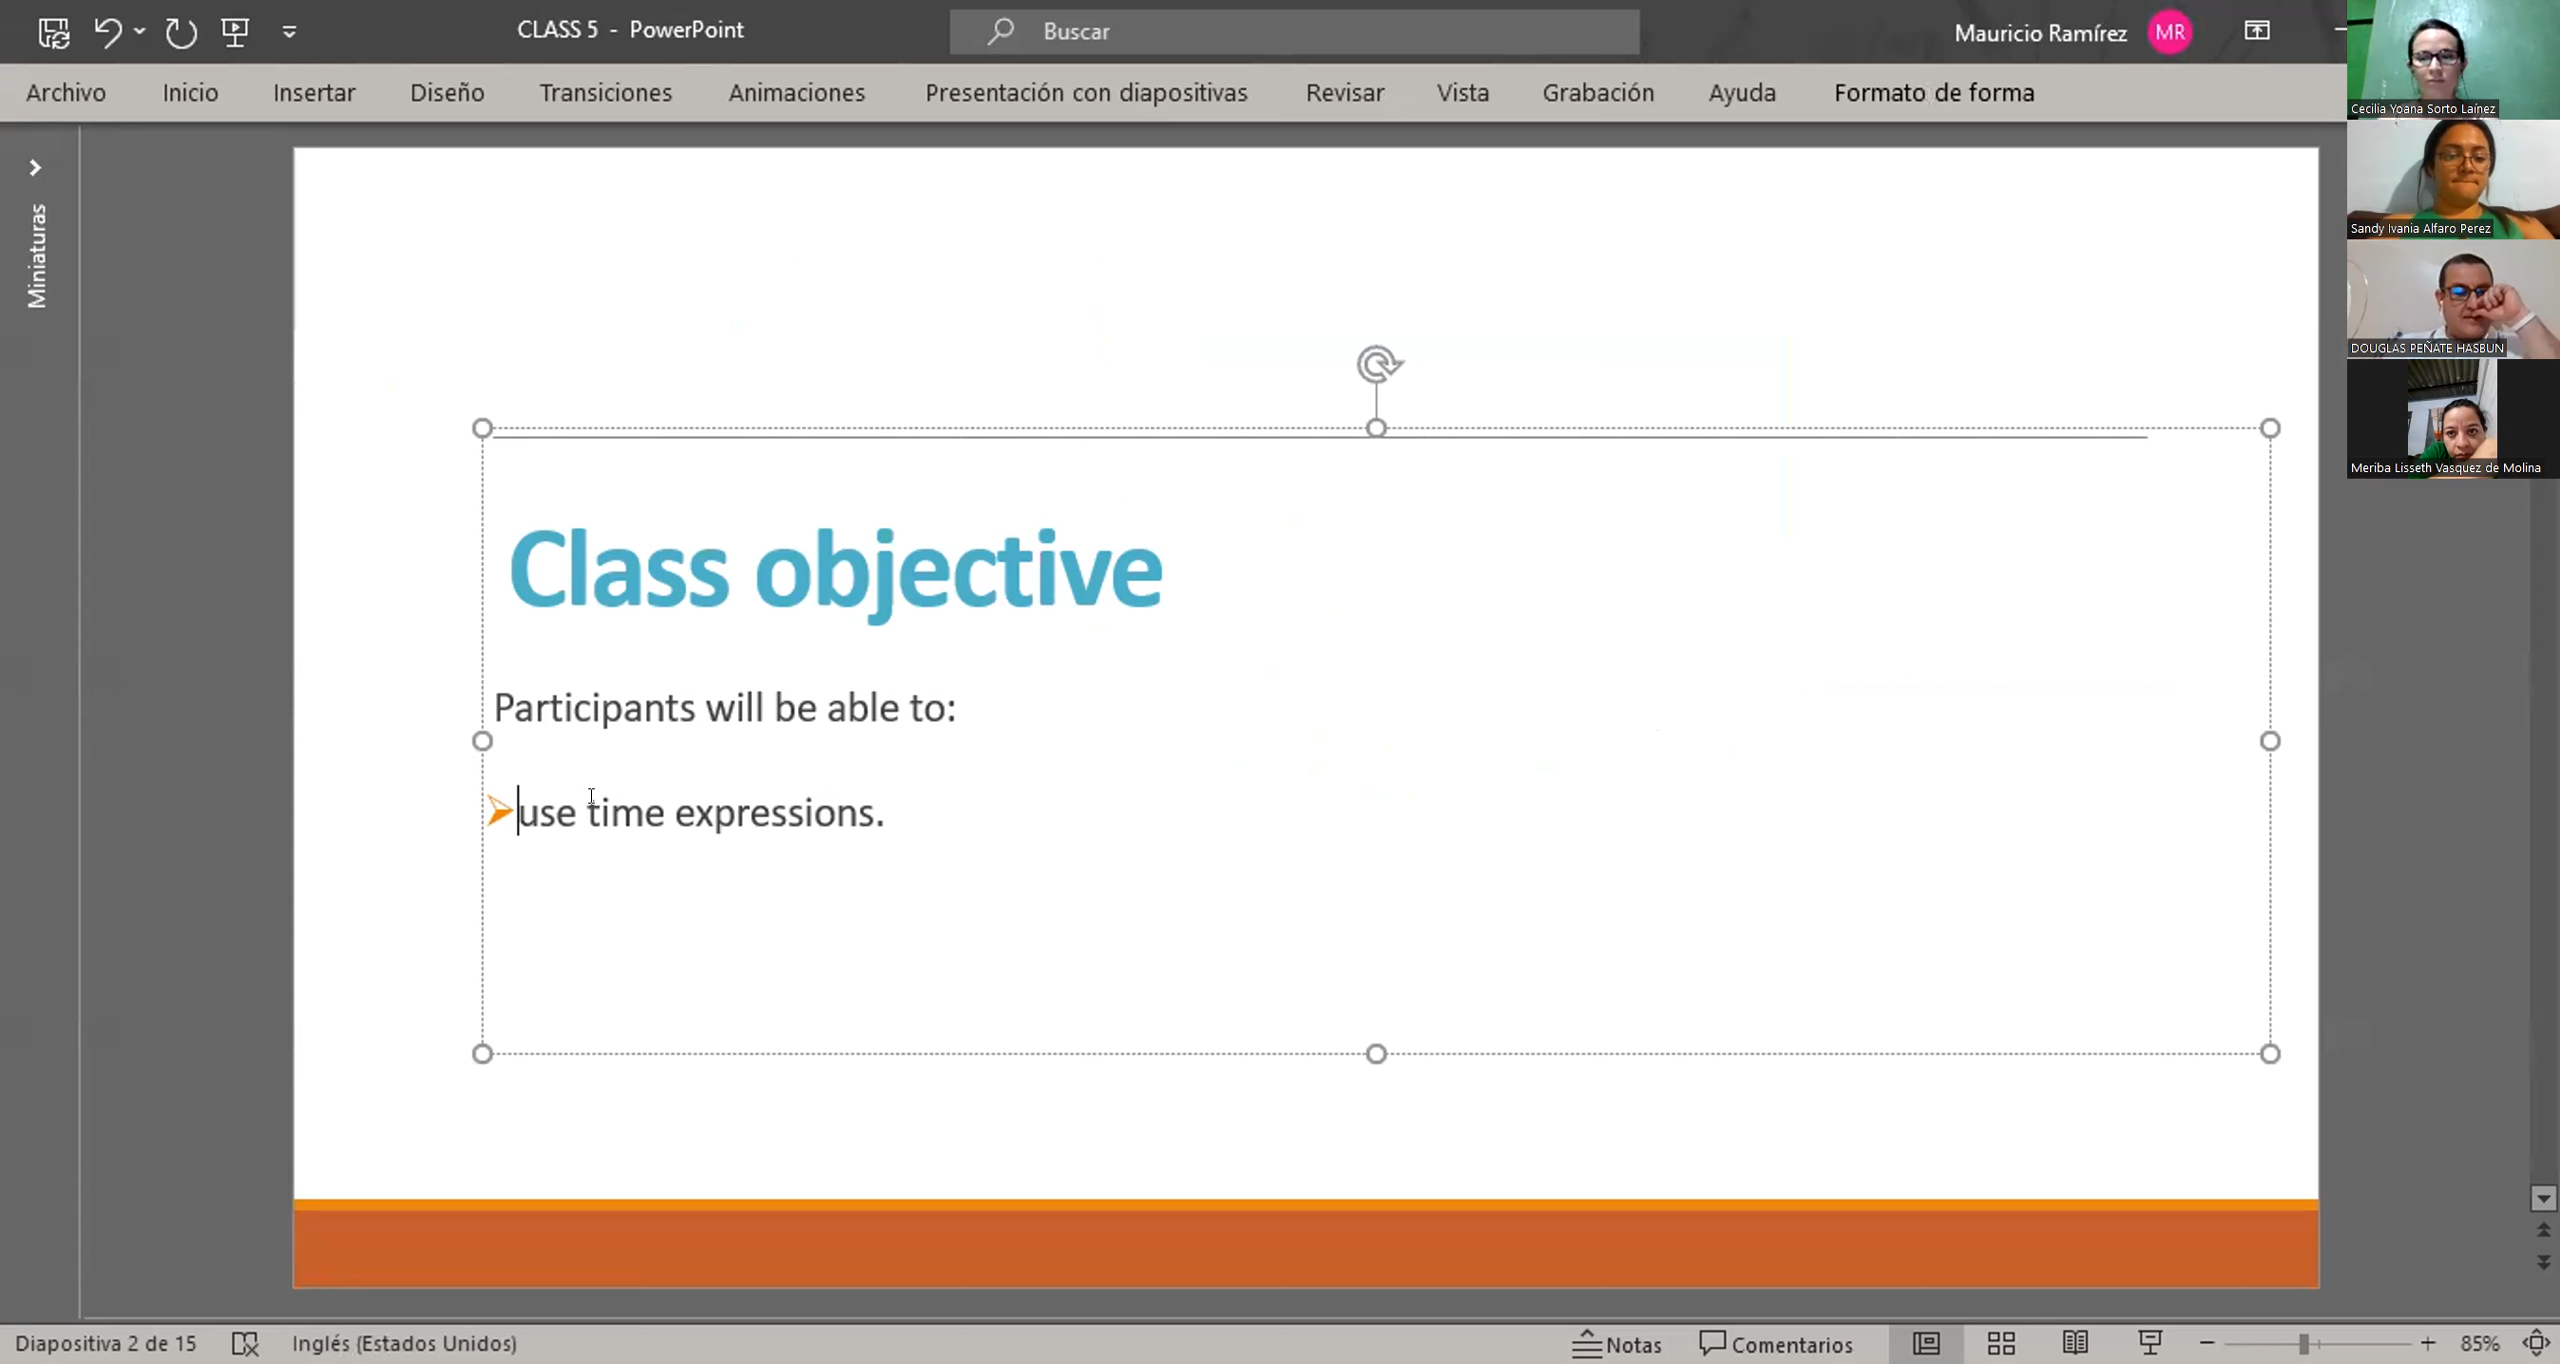 CLASS 5 - PowerPoint
Buscar
Mauricio Ramírez
MR
Archivo
Inicio
Insertar
Diseño
Transiciones
Animaciones
Presentación con diapositivas
Revisar
Vista
Grabación
Ayuda
Formato de forma
Cecilia Yoana Sorto Laínez
Sandy Ivania Alfaro Perez
DOUGLAS PEÑATE HASBUN
Meriba Lisseth Vasquez de Molina
Miniaturas
Class objective
Participants will be able to:
use time expressions.
Diapositiva 2 de 15
Inglés (Estados Unidos)
Notas
Comentarios
85%